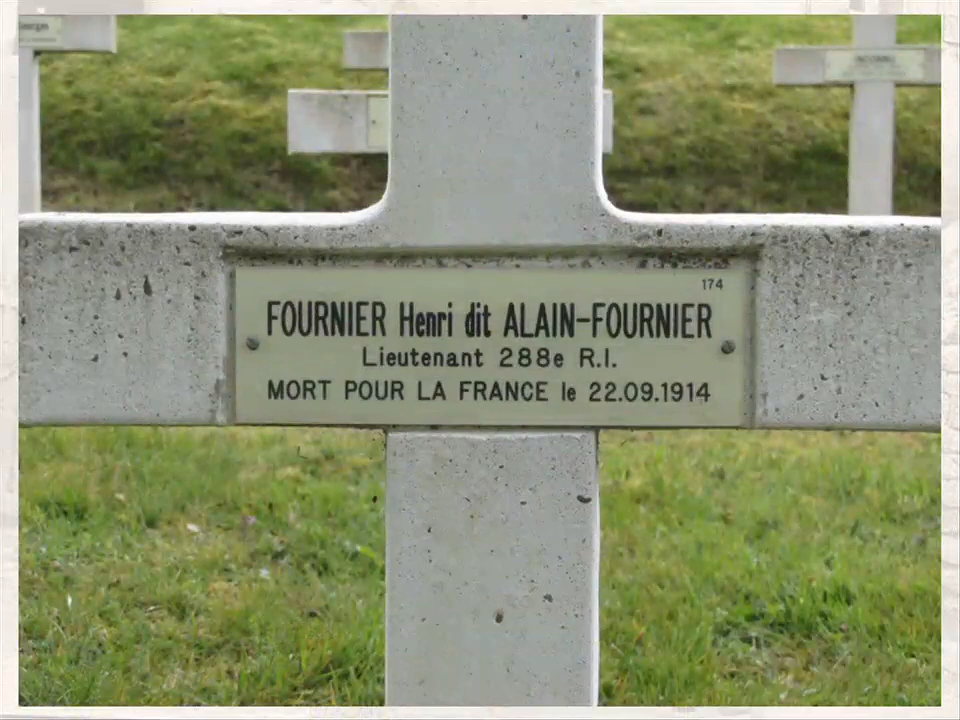 174
FOURNIER Henri dit ALAIN-FOURNIER
Lieutenant 288e R.I.
MORT POUR LA FRANCE le 22.09.1914